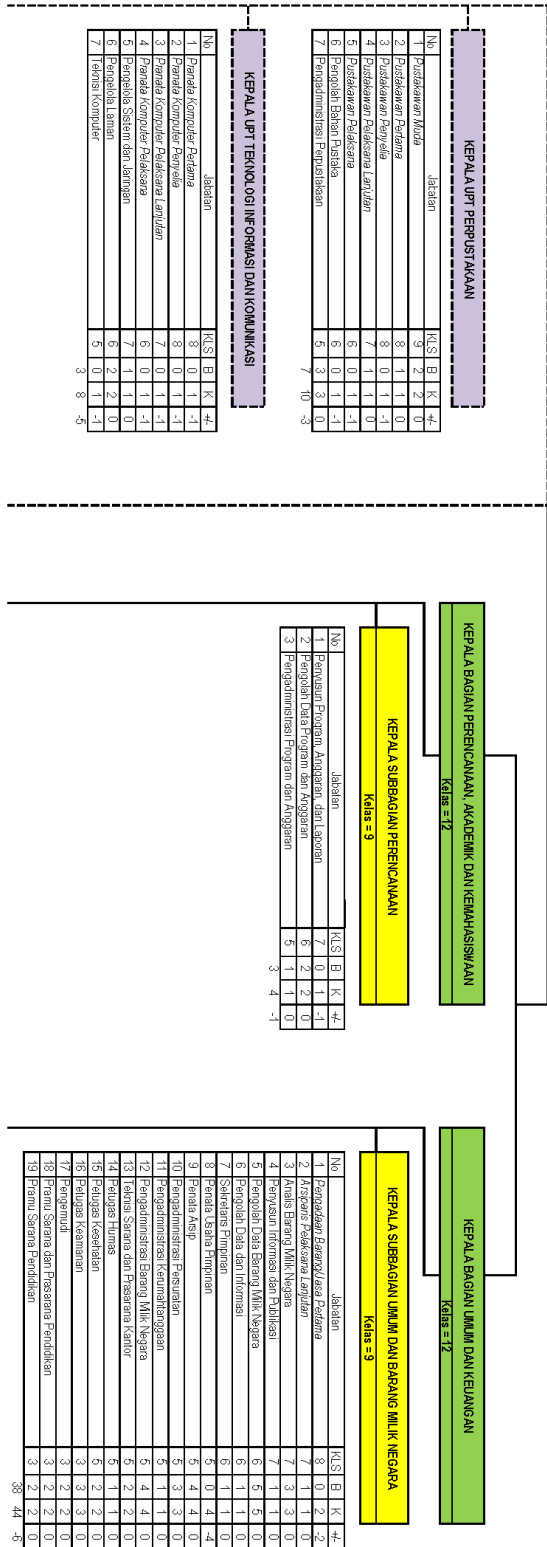 KEPALA UPT PERPUSTAKAAN
No Jabatan KLS B K +/-
1 Pustakawan Muda 9 2 2 0
2 Pustakawan Pertama 8 1 1 0
3 Pustakawan Penyelia 8 0 1 -1
4 Pustakawan Pelaksana Lanjutan 7 1 1 0
5 Pustakawan Pelaksana 6 0 1 -1
6 Pengolah Bahan Pustaka 6 0 1 -1
7 Pengadministrasi Perpustakaan 5 3 3 0
7 10 -3
KEPALA UPT TEKNOLOGI INFORMASI DAN KOMUNIKASI
No Jabatan KLS B K +/-
1 Pranata Komputer Pertama 8 0 1 -1
2 Pranata Komputer Penyelia 8 0 1 -1
3 Pranata Komputer Pelaksana Lanjutan 7 0 1 -1
4 Pranata Komputer Pelaksana 6 0 1 -1
5 Pengelola Sistem dan Jaringan 7 1 1 0
6 Pengelola Laman 6 2 2 0
7 Teknisi Komputer 5 0 1 -1
3 8 -5
KEPALA BAGIAN PERENCANAAN, AKADEMIK DAN KEMAHASISWAAN
Kelas = 12
KEPALA SUBBAGIAN PERENCANAAN
Kelas = 9
No Jabatan KLS B K +/-
1 Penyusun Program, Anggaran, dan Laporan 7 0 1 -1
2 Pengolah Data Program dan Anggaran 6 2 2 0
3 Pengadministrasi Program dan Anggaran 5 1 1 0
3 4 -1
KEPALA BAGIAN UMUM DAN KEUANGAN
Kelas = 12
KEPALA SUBBAGIAN UMUM DAN BARANG MILIK NEGARA
Kelas = 9
No Jabatan KLS B K +/-
1 Pengadaan Barang/Jasa Pertama 8 0 2 -2
2 Arsiparis Pelaksana Lanjutan 7 1 1 0
3 Analis Barang Milik Negara 7 3 3 0
4 Penyusun Informasi dan Publikasi 7 1 1 0
5 Pengolah Data Barang Milik Negara 6 5 5 0
6 Pengolah Data dan Informasi 6 1 1 0
7 Sekretaris Pimpinan 6 1 1 0
8 Penata Usaha Pimpinan 5 0 4 -4
9 Penata Arsip 5 4 4 0
10 Pengadministrasi Persuratan 5 3 3 0
11 Pengadministrasi Kerumahtanggaan 5 1 1 0
12 Pengadministrasi Barang Milik Negara 5 4 4 0
13 Teknisi Sarana dan Prasarana Kantor 5 2 2 0
14 Petugas Humas 5 1 1 0
15 Petugas Kesehatan 5 2 2 0
16 Petugas Keamanan 3 3 3 0
17 Pengemudi 3 2 2 0
18 Pramu Sarana dan Prasarana Pendidikan 3 2 2 0
19 Pramu Sarana Pendidikan 3 2 2 0
38 44 -6